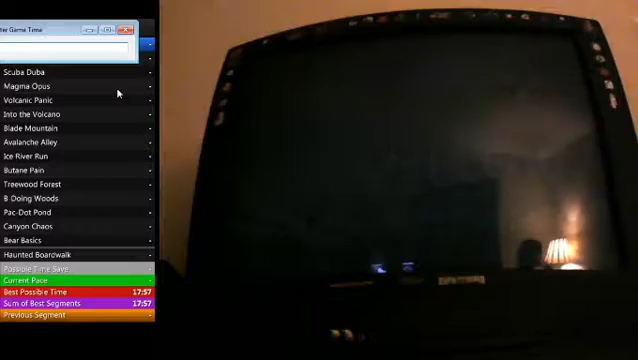 ter Game Time
Scuba Duba
Magma Opus
Volcanic Panic
Into the Volcano
Blade Mountain
Avalanche Alley
Ice River Run
Butane Pain
Treewood Forest
B Doing Woods
Pac-Dot Pond
Canyon Chaos
Bear Basics
Haunted Boardwalk
Possible Time Save
Current Pace
Best Possible Time 17:57
Sum of Best Segments 17:57
Previous Segment